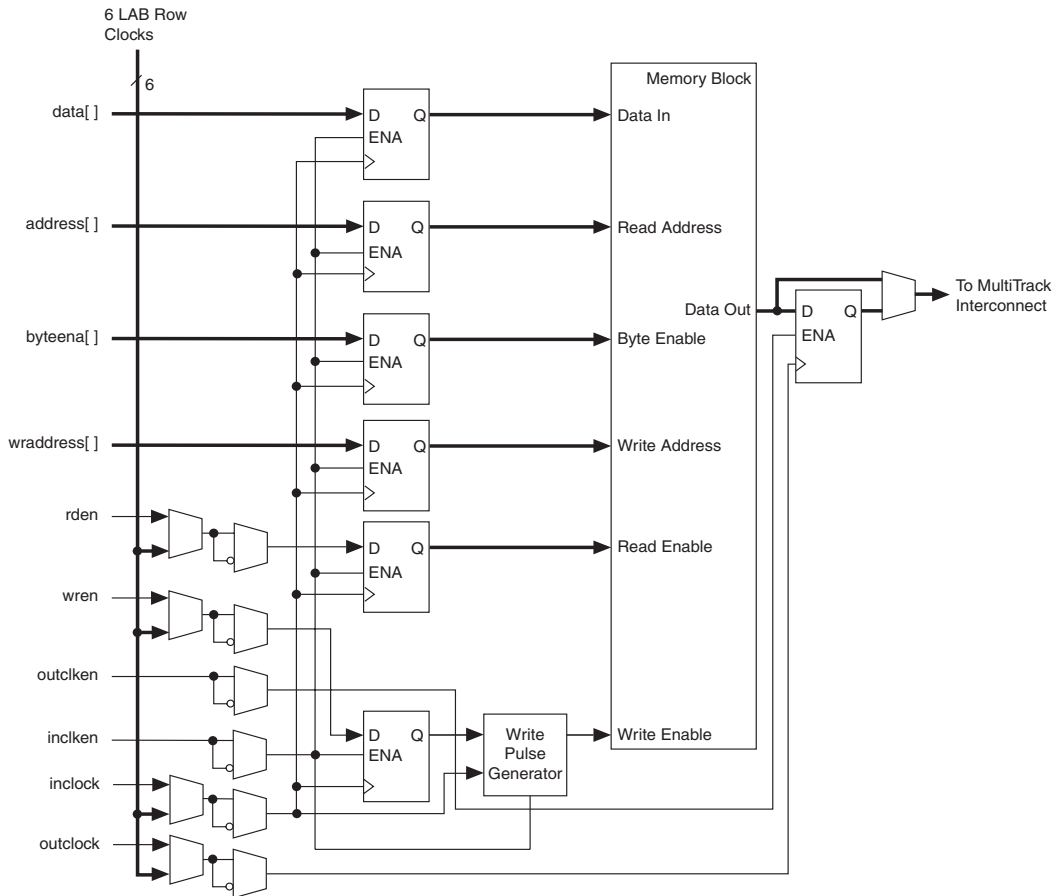 6 LAB Row
Clocks
6
data[ ]
D Q
ENA
Memory Block
Data In
address[ ]
D Q
ENA
Read Address
Data Out
D Q
ENA
To MultiTrack
Interconnect
byteena[ ]
D Q
ENA
Byte Enable
wraddress[ ]
D Q
ENA
Write Address
rden
D Q
ENA
Read Enable
wren
outclken
inclken
D Q
ENA
Write
Pulse
Generator
Write Enable
inclock
outclock